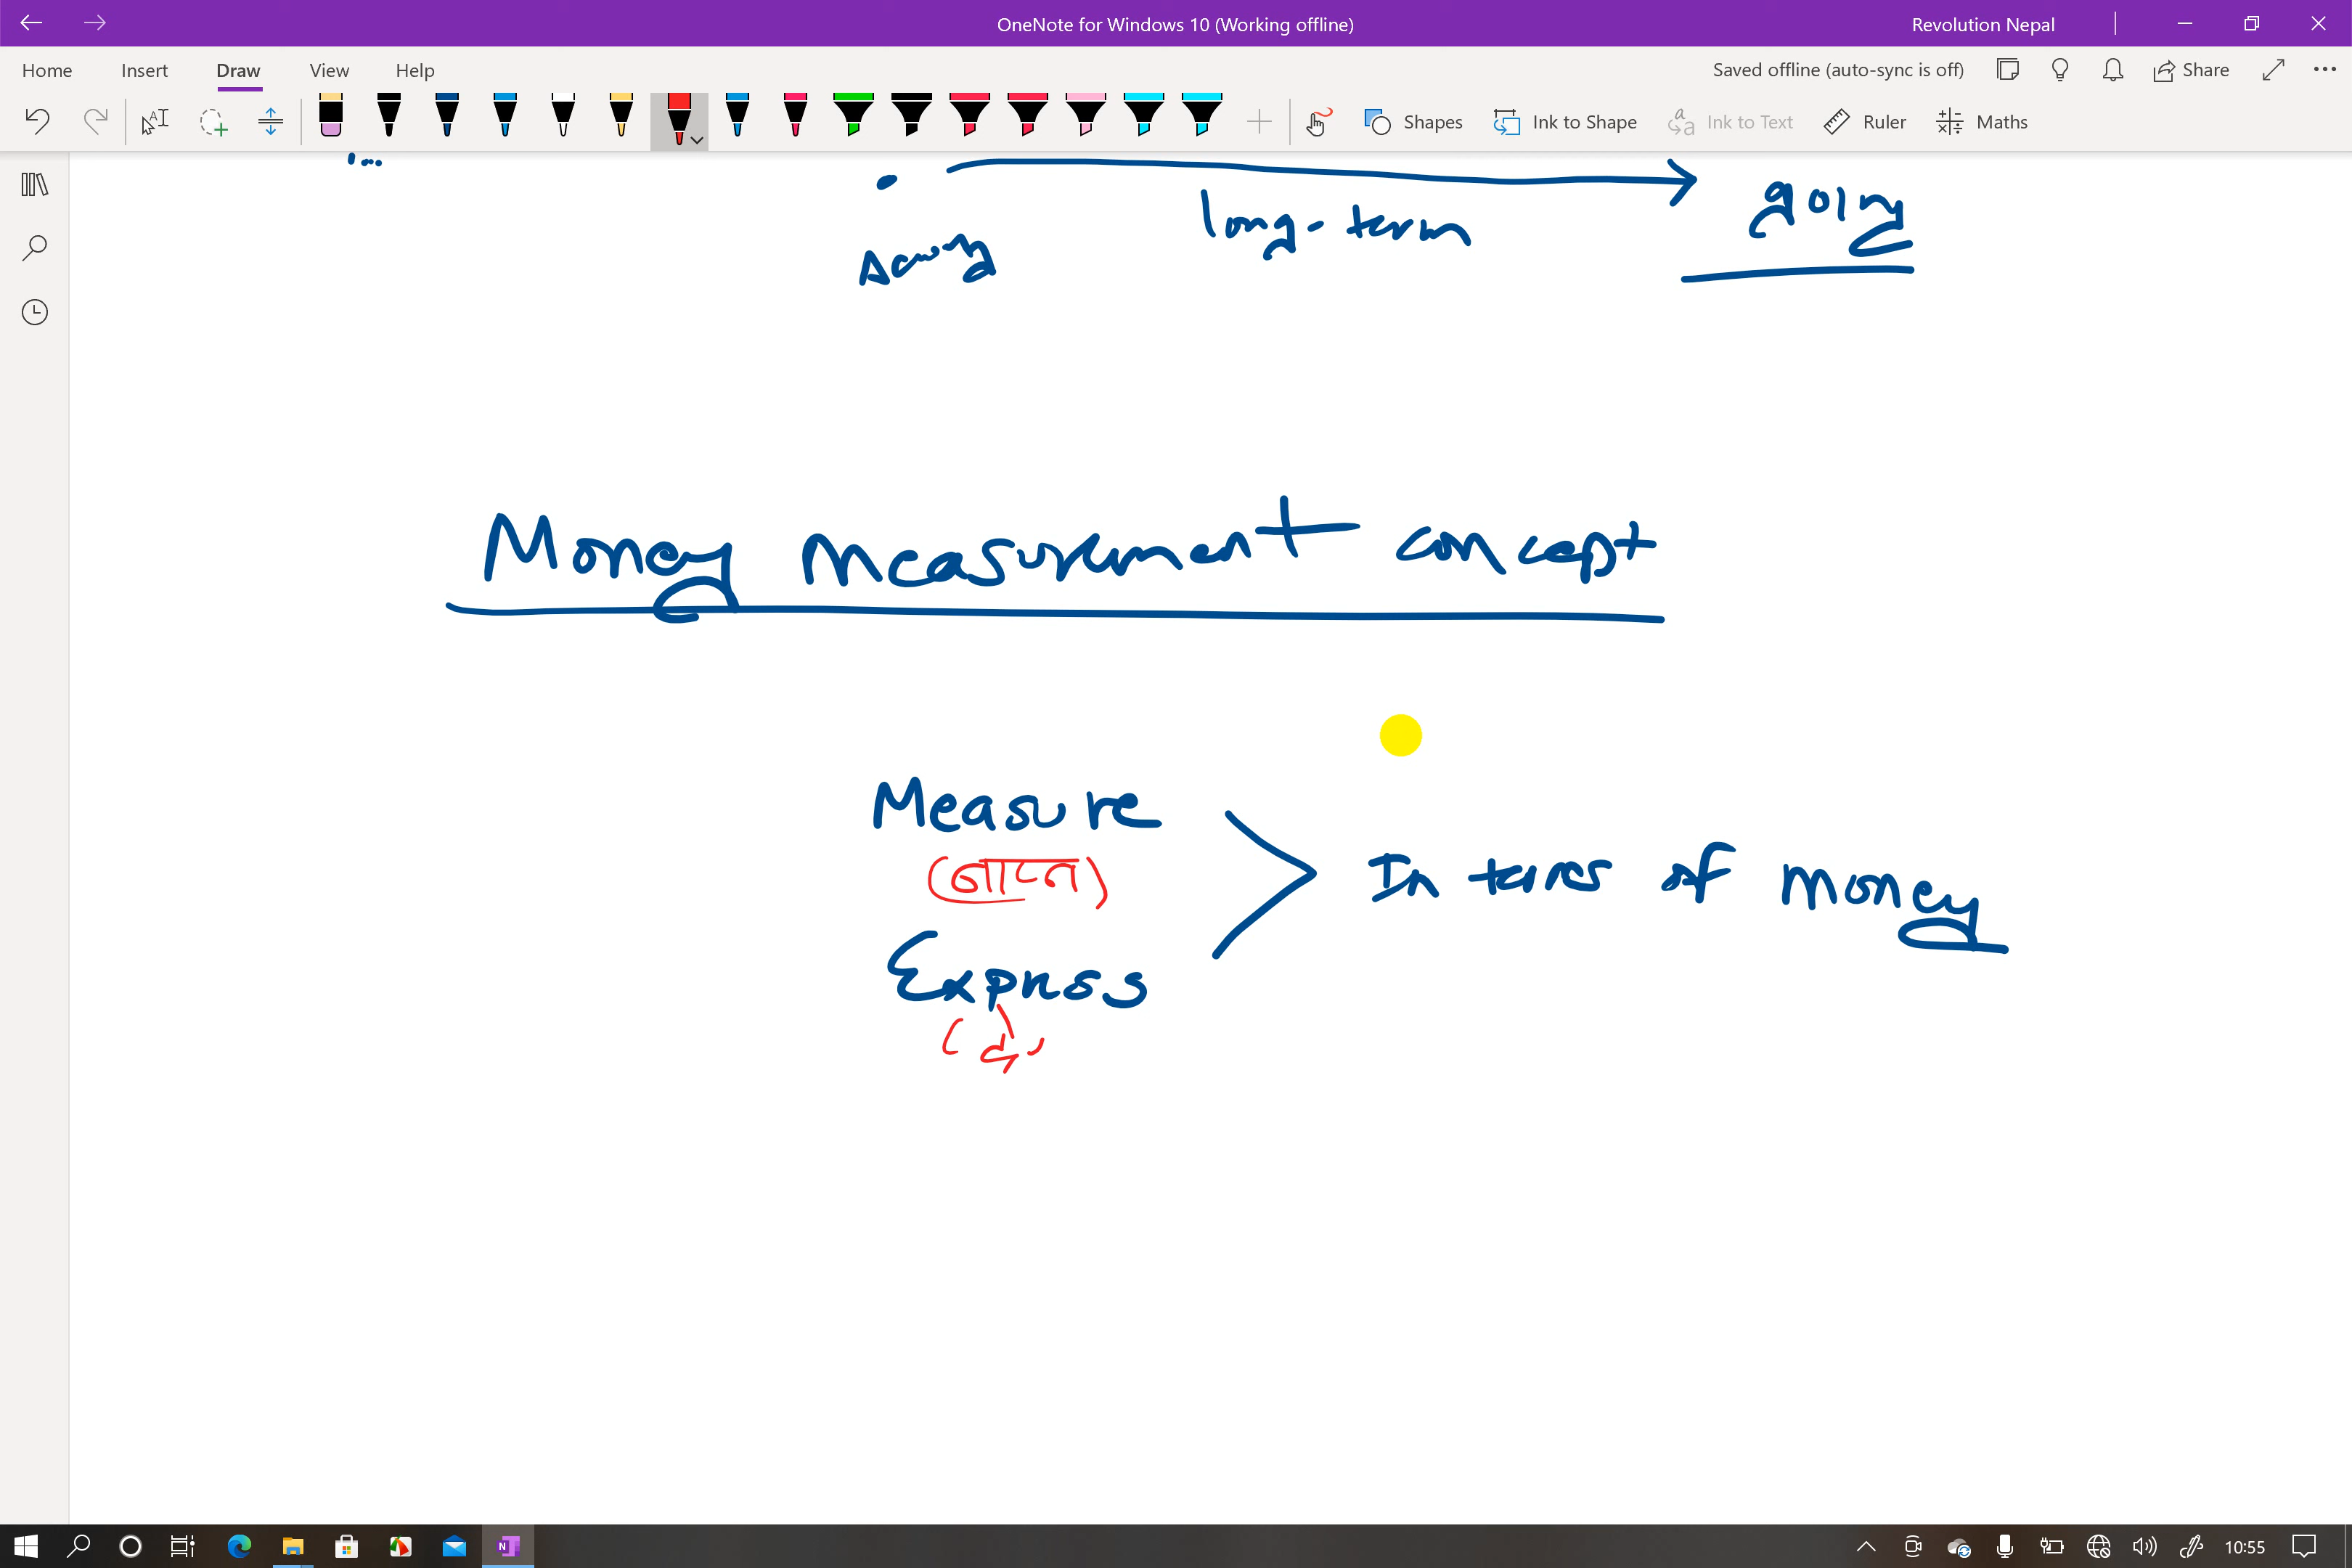 OneNote for Windows 10 (Working offline)
Revolution Nepal
Home Insert Draw View Help
Saved offline (auto-sync is off)
Share
Shapes
Ink to Shape
Ink to Text
Ruler
Maths
long-term
going
Money measurement concept
Measure
(नाप्न)
Express
In terms of money
10:55